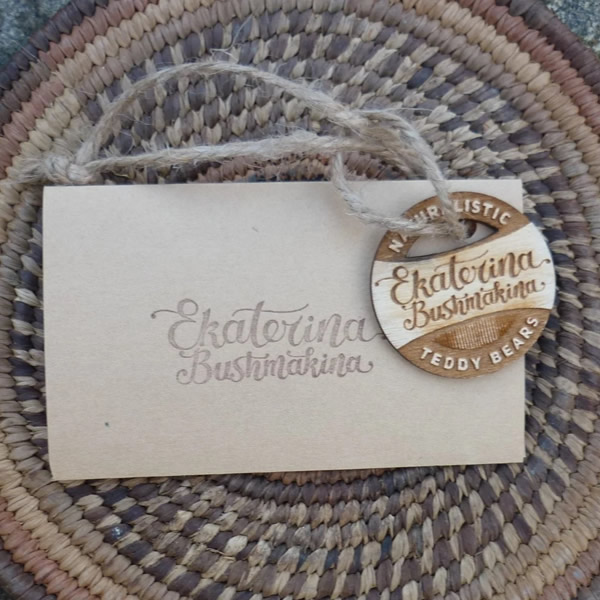 Ekaterina
Bushmakina
NATURALISTIC
Ekaterina
Bushmakina
TEDDY BEARS